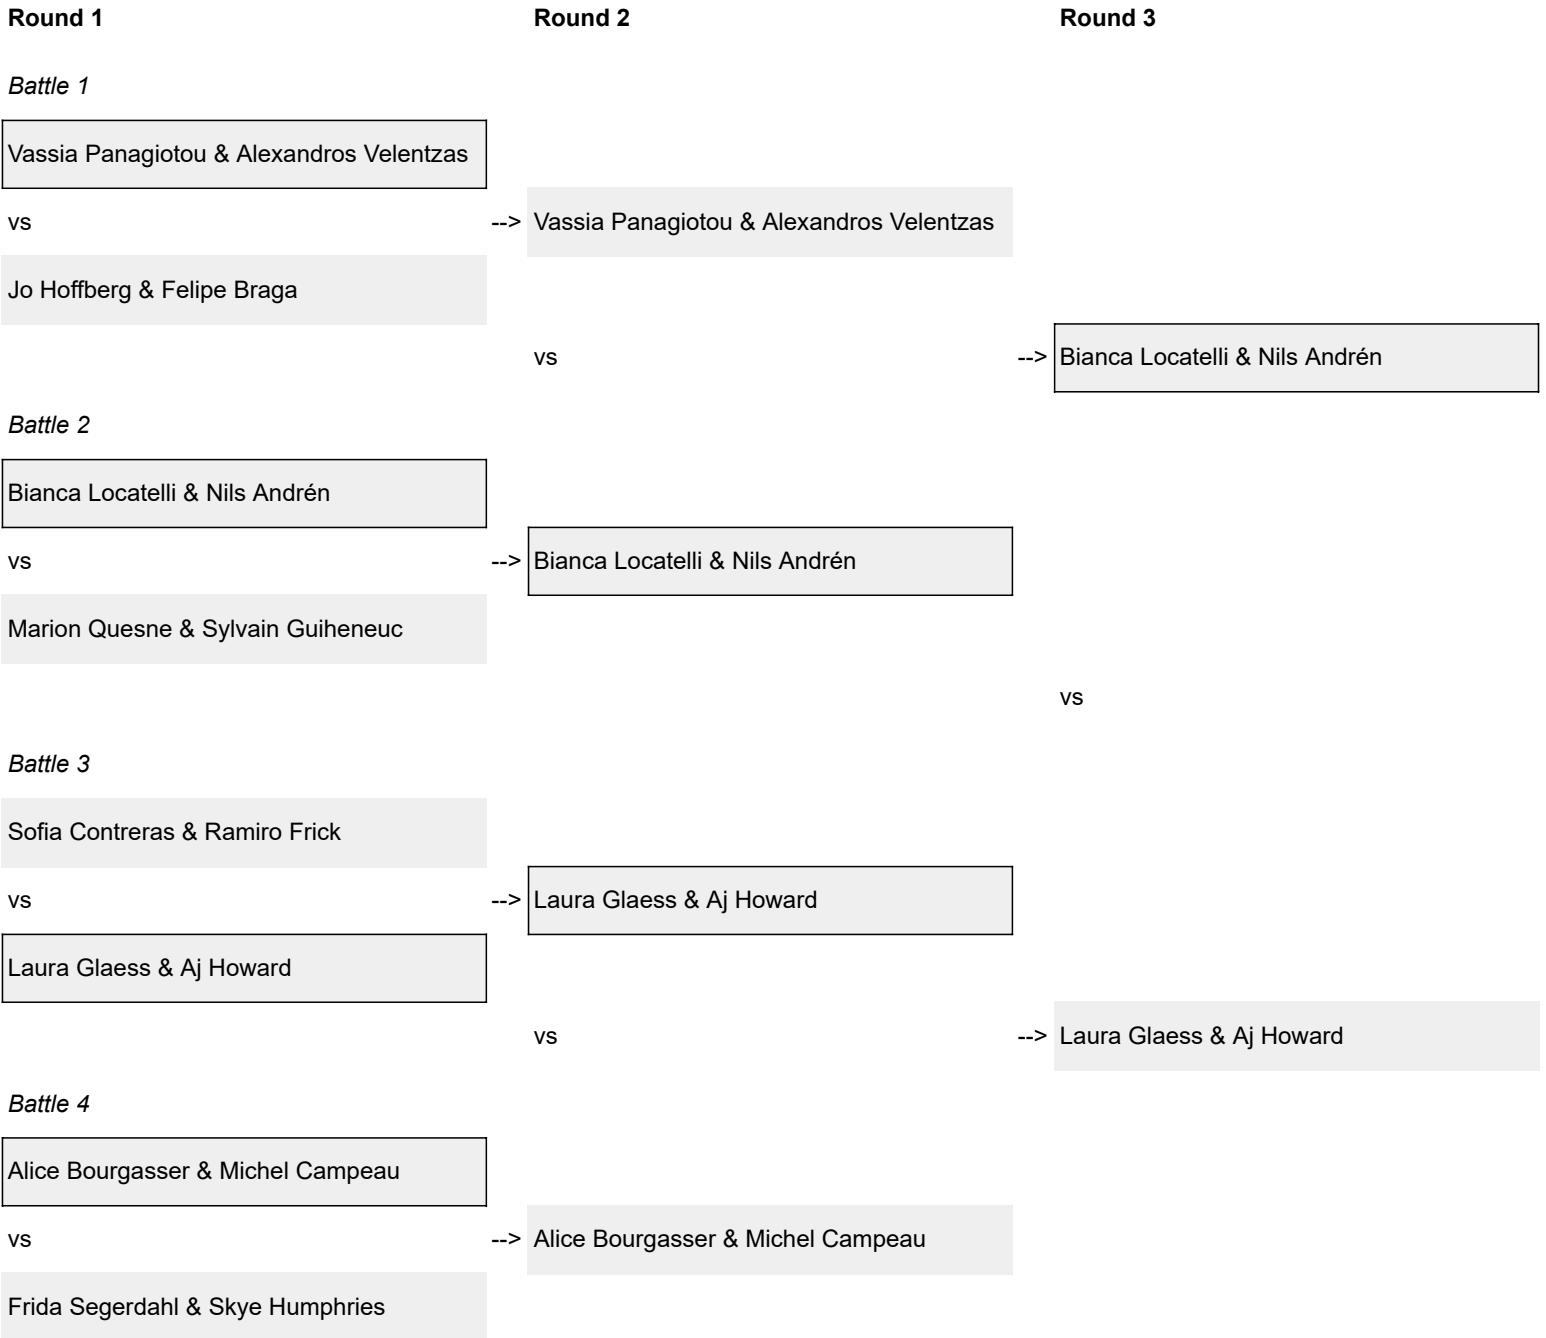 Round 1 Round 2 Round 3
Battle 1
Vassia Panagiotou & Alexandros Velentzas
vs --> Vassia Panagiotou & Alexandros Velentzas
Jo Hoffberg & Felipe Braga
vs --> Bianca Locatelli & Nils Andrén
Battle 2
Bianca Locatelli & Nils Andrén
vs --> Bianca Locatelli & Nils Andrén
Marion Quesne & Sylvain Guiheneuc
vs
Battle 3
Sofia Contreras & Ramiro Frick
vs --> Laura Glaess & Aj Howard
Laura Glaess & Aj Howard
vs --> Laura Glaess & Aj Howard
Battle 4
Alice Bourgasser & Michel Campeau
vs --> Alice Bourgasser & Michel Campeau
Frida Segerdahl & Skye Humphries